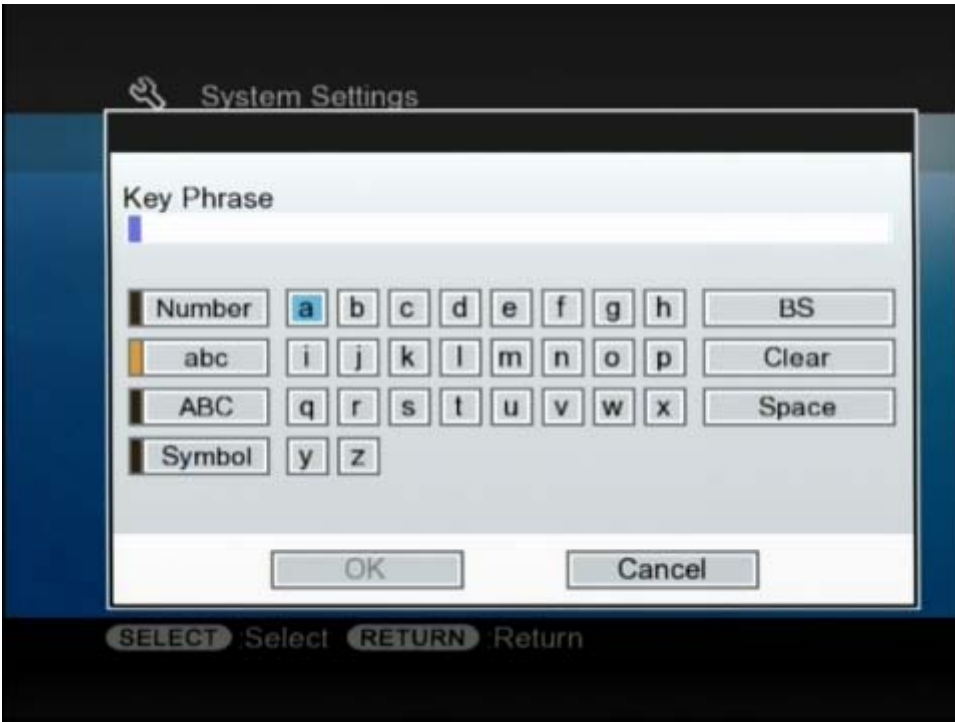 System Settings
Key Phrase
Number a b c d e f g h BS
abc i j k l m n o p Clear
ABC q r s t u v w x Space
Symbol y z
OK Cancel
SELECT :Select RETURN :Return